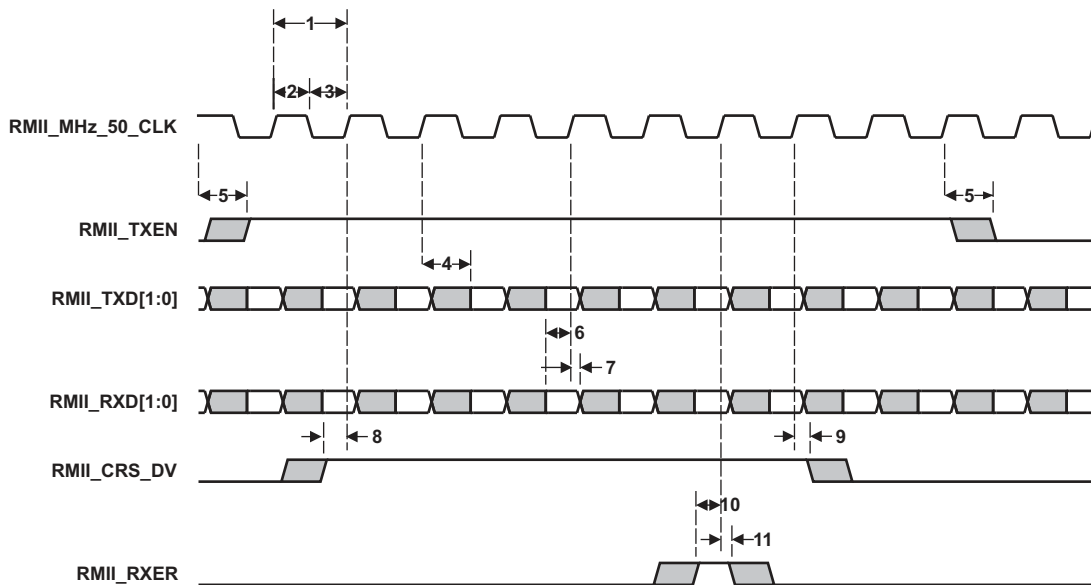 1
2 3
RMII_MHz_50_CLK
5 5
RMII_TXEN
4
RMII_TXD[1:0]
6
7
RMII_RXD[1:0]
8 9
RMII_CRS_DV
10
11
RMII_RXER